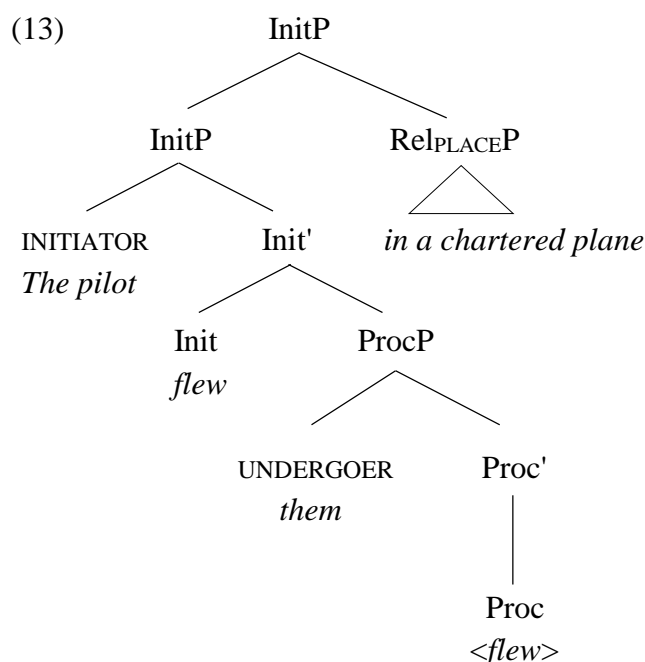 (13) InitP
InitP RelPLACEP
INITIATOR Init' in a chartered plane
The pilot
Init ProcP
flew
UNDERGOER Proc'
them
Proc
<flew>